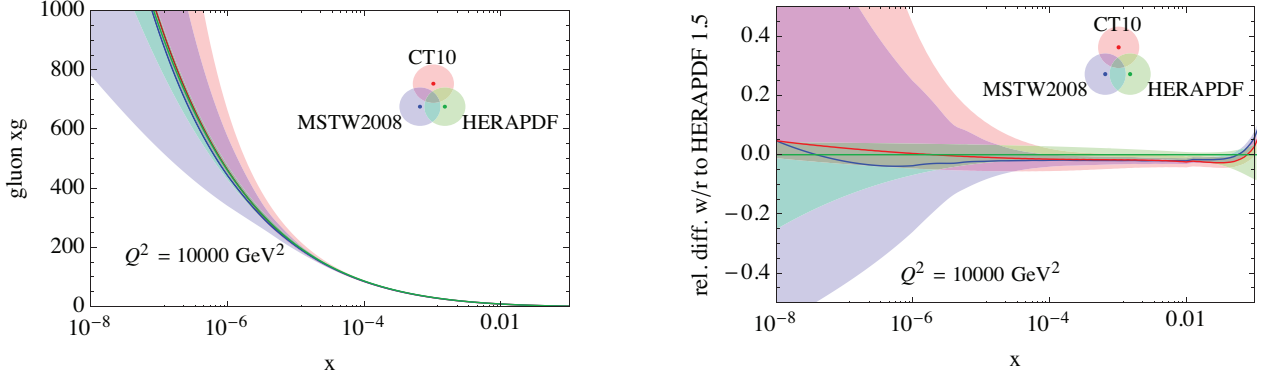 gluon xg
1000
800
600
400
200
0
CT10
MSTW2008
HERAPDF
Q² = 10000 GeV²
10⁻⁸
10⁻⁶
10⁻⁴
0.01
x
rel. diff. w/r to HERAPDF 1.5
0.4
0.2
0.0
−0.2
−0.4
CT10
MSTW2008
HERAPDF
Q² = 10000 GeV²
10⁻⁸
10⁻⁶
10⁻⁴
0.01
x